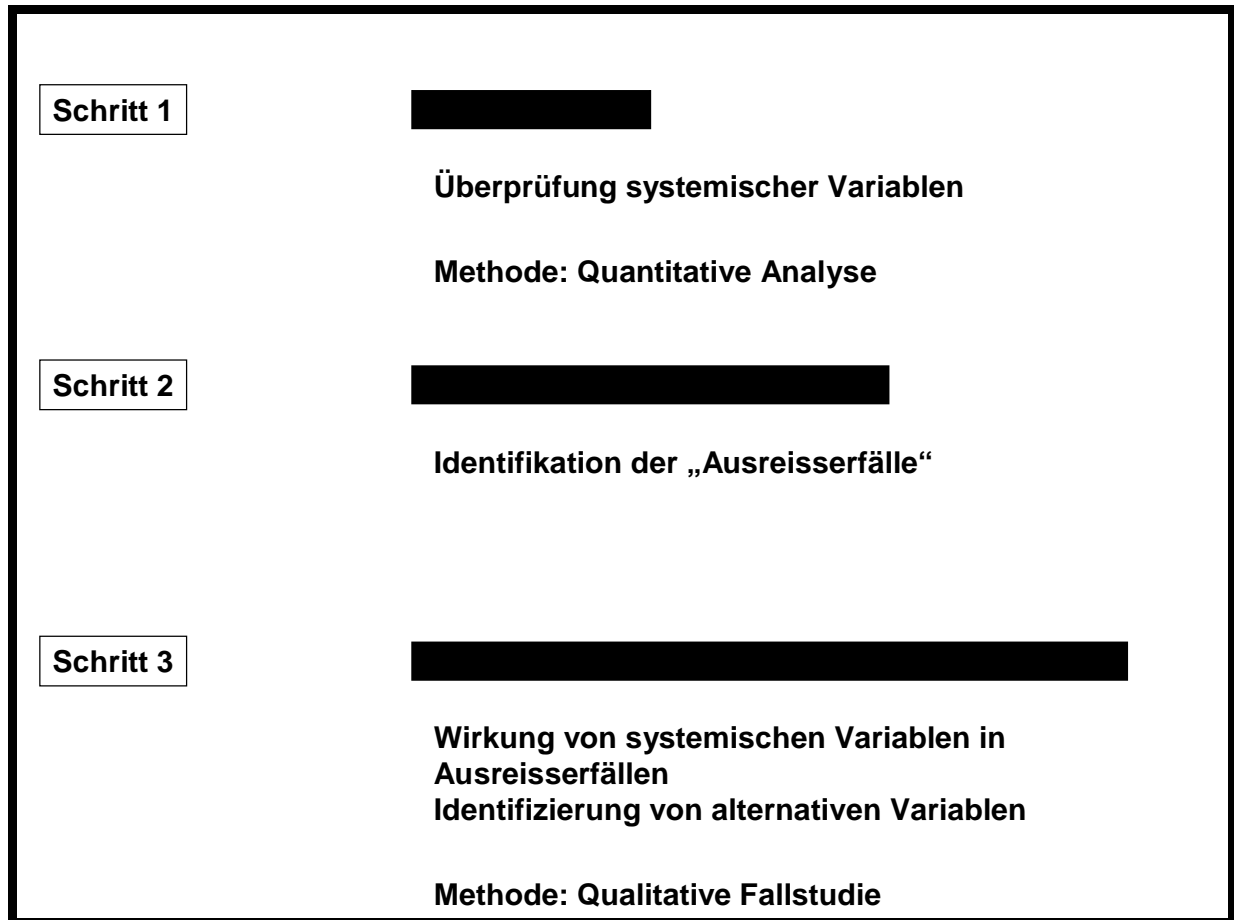 Schritt 1
Überprüfung systemischer Variablen
Methode: Quantitative Analyse
Schritt 2
Identifikation der „Ausreisserfälle“
Schritt 3
Wirkung von systemischen Variablen in
Ausreisserfällen
Identifizierung von alternativen Variablen
Methode: Qualitative Fallstudie